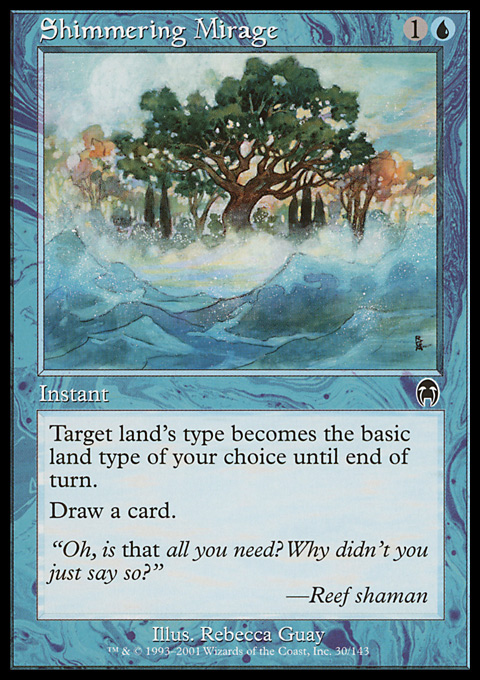 Shimmering Mirage 1
Instant
Target land's type becomes the basic
land type of your choice until end of
turn.
Draw a card.
"Oh, is that all you need? Why didn't you
just say so?"
—Reef shaman
Illus. Rebecca Guay
™ & © 1993–2001 Wizards of the Coast, Inc. 30/143